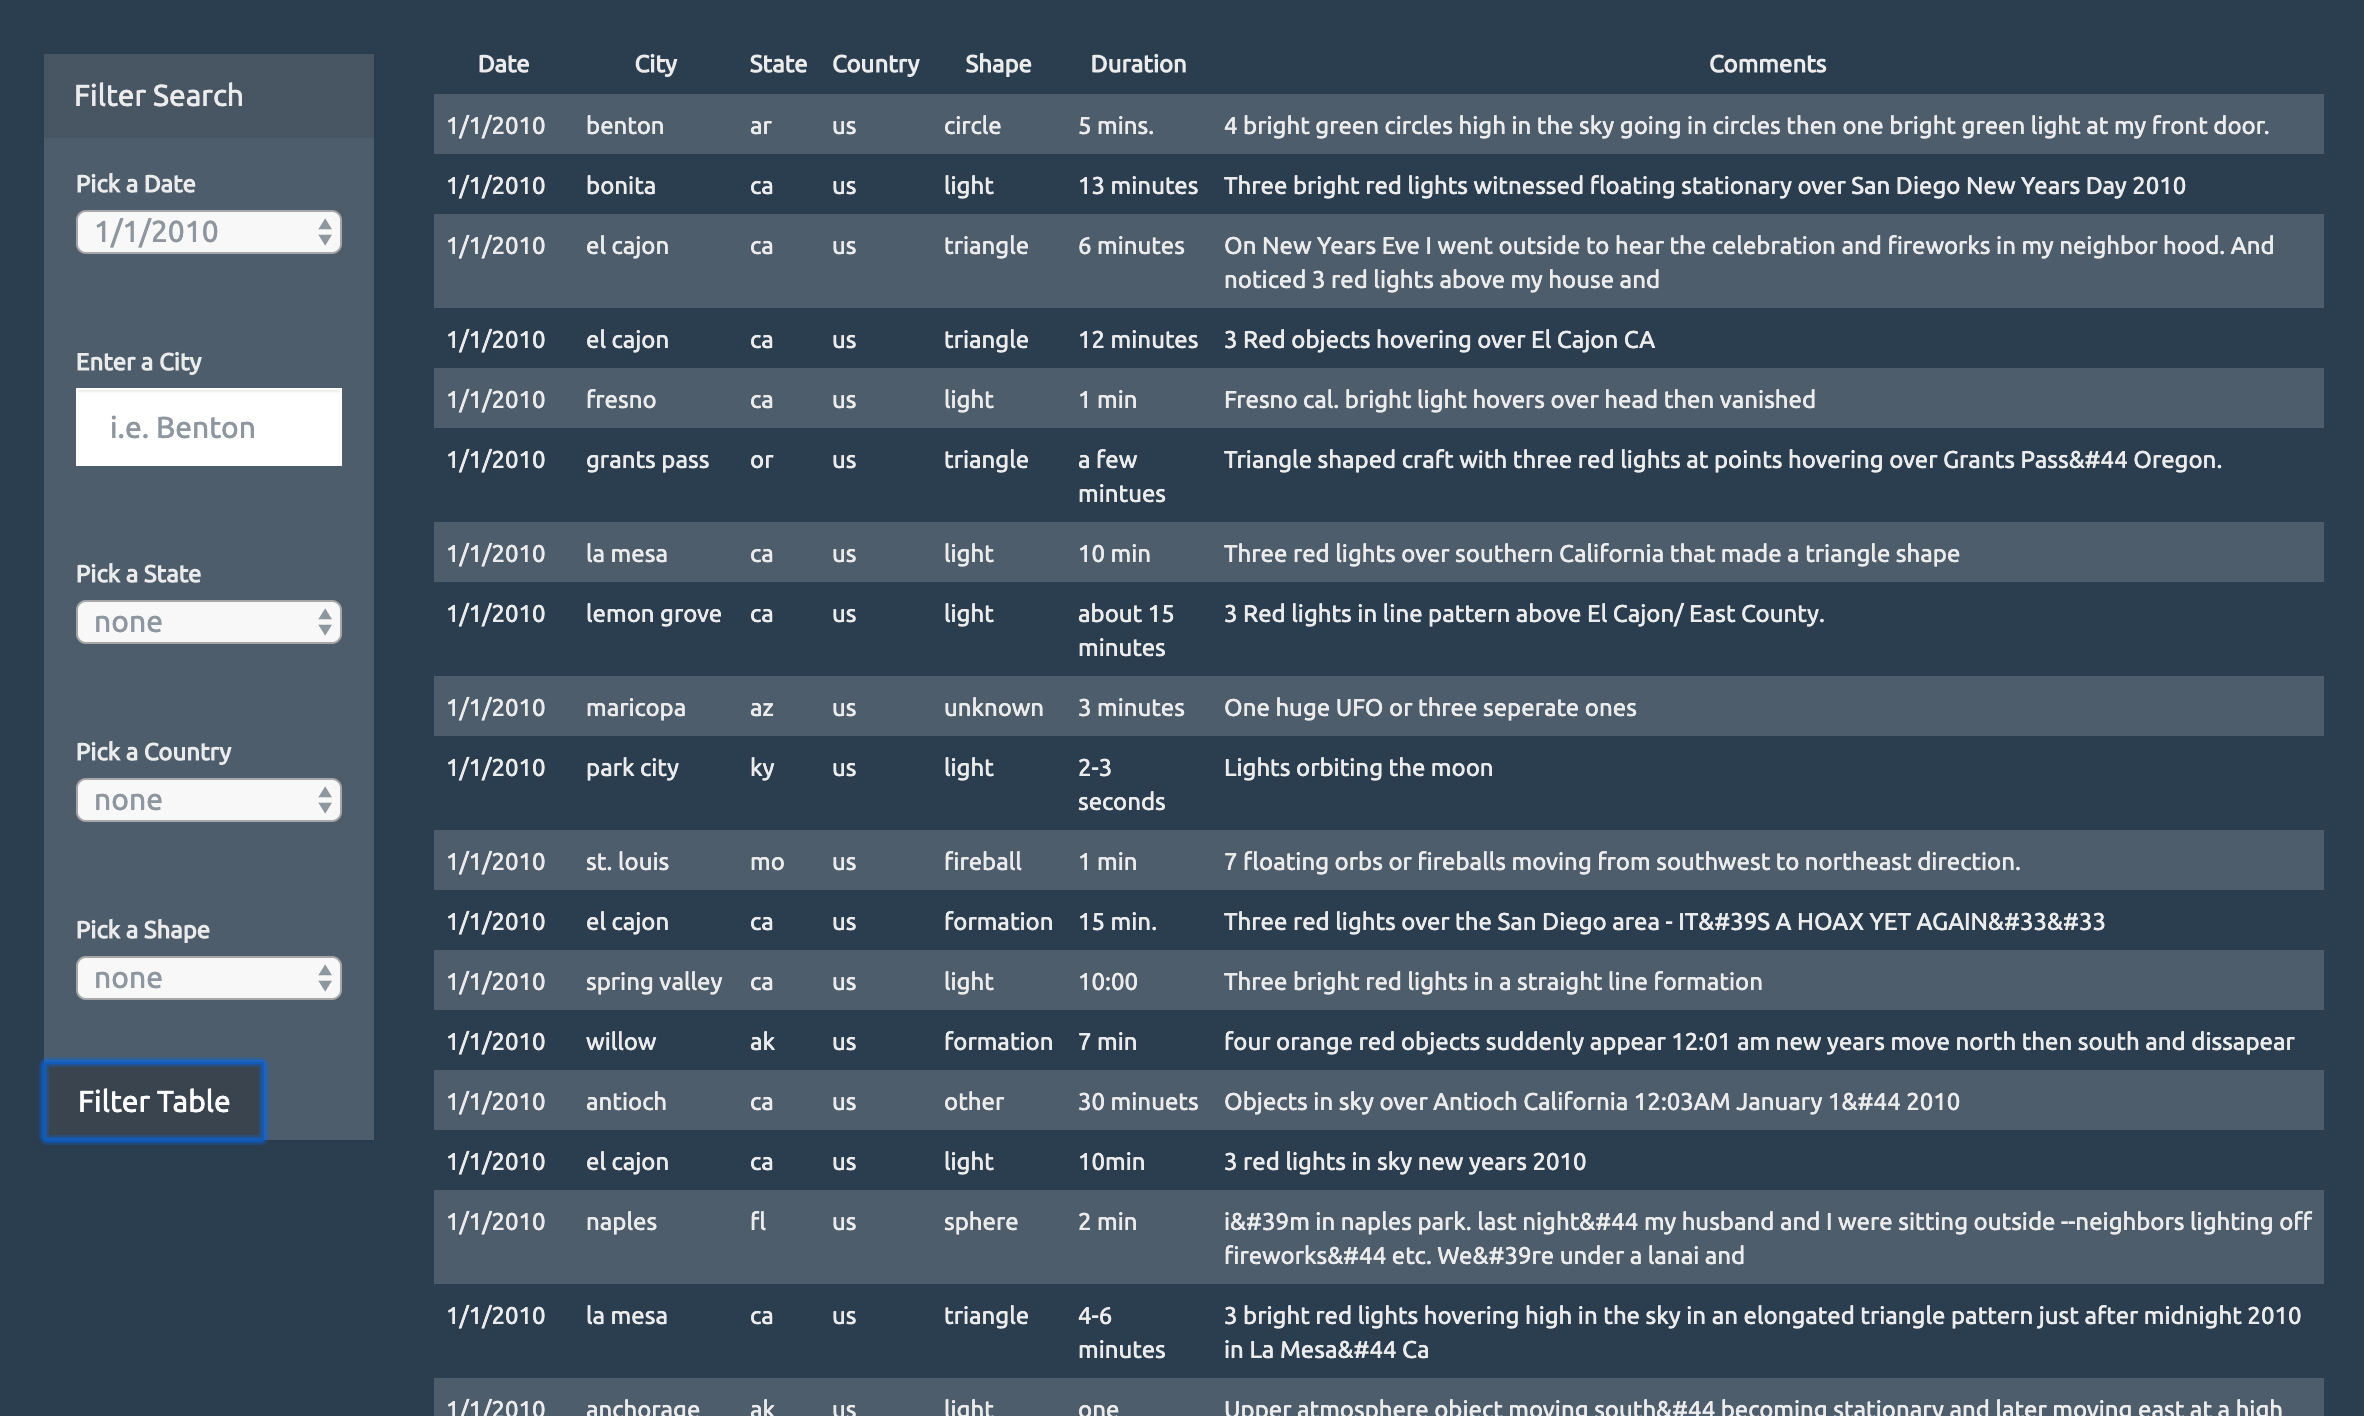 Filter Search
Pick a Date
1/1/2010
Enter a City
i.e. Benton
Pick a State
none
Pick a Country
none
Pick a Shape
none
Filter Table
Date City State Country Shape Duration Comments
1/1/2010 benton ar us circle 5 mins. 4 bright green circles high in the sky going in circles then one bright green light at my front door.
1/1/2010 bonita ca us light 13 minutes Three bright red lights witnessed floating stationary over San Diego New Years Day 2010
1/1/2010 el cajon ca us triangle 6 minutes On New Years Eve I went outside to hear the celebration and fireworks in my neighbor hood. And
noticed 3 red lights above my house and
1/1/2010 el cajon ca us triangle 12 minutes 3 Red objects hovering over El Cajon CA
1/1/2010 fresno ca us light 1 min Fresno cal. bright light hovers over head then vanished
1/1/2010 grants pass or us triangle a few Triangle shaped craft with three red lights at points hovering over Grants Pass&#44 Oregon.
mintues
1/1/2010 la mesa ca us light 10 min Three red lights over southern California that made a triangle shape
1/1/2010 lemon grove ca us light about 15 3 Red lights in line pattern above El Cajon/ East County.
minutes
1/1/2010 maricopa az us unknown 3 minutes One huge UFO or three seperate ones
1/1/2010 park city ky us light 2-3 Lights orbiting the moon
seconds
1/1/2010 st. louis mo us fireball 1 min 7 floating orbs or fireballs moving from southwest to northeast direction.
1/1/2010 el cajon ca us formation 15 min. Three red lights over the San Diego area - IT&#39S A HOAX YET AGAIN&#33&#33
1/1/2010 spring valley ca us light 10:00 Three bright red lights in a straight line formation
1/1/2010 willow ak us formation 7 min four orange red objects suddenly appear 12:01 am new years move north then south and dissapear
1/1/2010 antioch ca us other 30 minuets Objects in sky over Antioch California 12:03AM January 1&#44 2010
1/1/2010 el cajon ca us light 10min 3 red lights in sky new years 2010
1/1/2010 naples fl us sphere 2 min i&#39m in naples park. last night&#44 my husband and I were sitting outside --neighbors lighting off
fireworks&#44 etc. We&#39re under a lanai and
1/1/2010 la mesa ca us triangle 4-6 3 bright red lights hovering high in the sky in an elongated triangle pattern just after midnight 2010
minutes in La Mesa&#44 Ca
1/1/2010 anchorage ak us light one Upper atmosphere object moving south&#44 becoming stationary and later moving east at a high